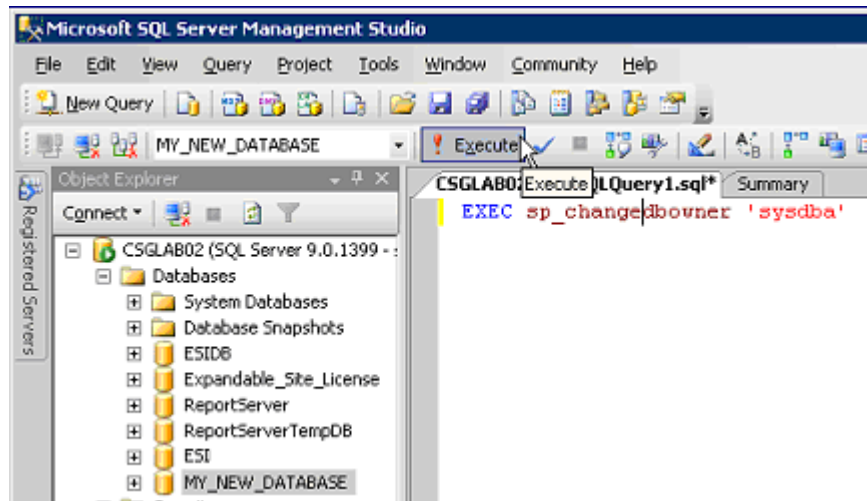 Microsoft SQL Server Management Studio
File Edit View Query Project Tools Window Community Help
New Query
MY_NEW_DATABASE Execute
Object Explorer
CSGLAB02 Execute QLQuery1.sql* Summary
Connect
EXEC sp_changedbowner 'sysdba'
Registered Servers
CSGLAB02 (SQL Server 9.0.1399 - s
Databases
System Databases
Database Snapshots
ESIDB
Expandable_Site_License
ReportServer
ReportServerTempDB
ESI
MY_NEW_DATABASE